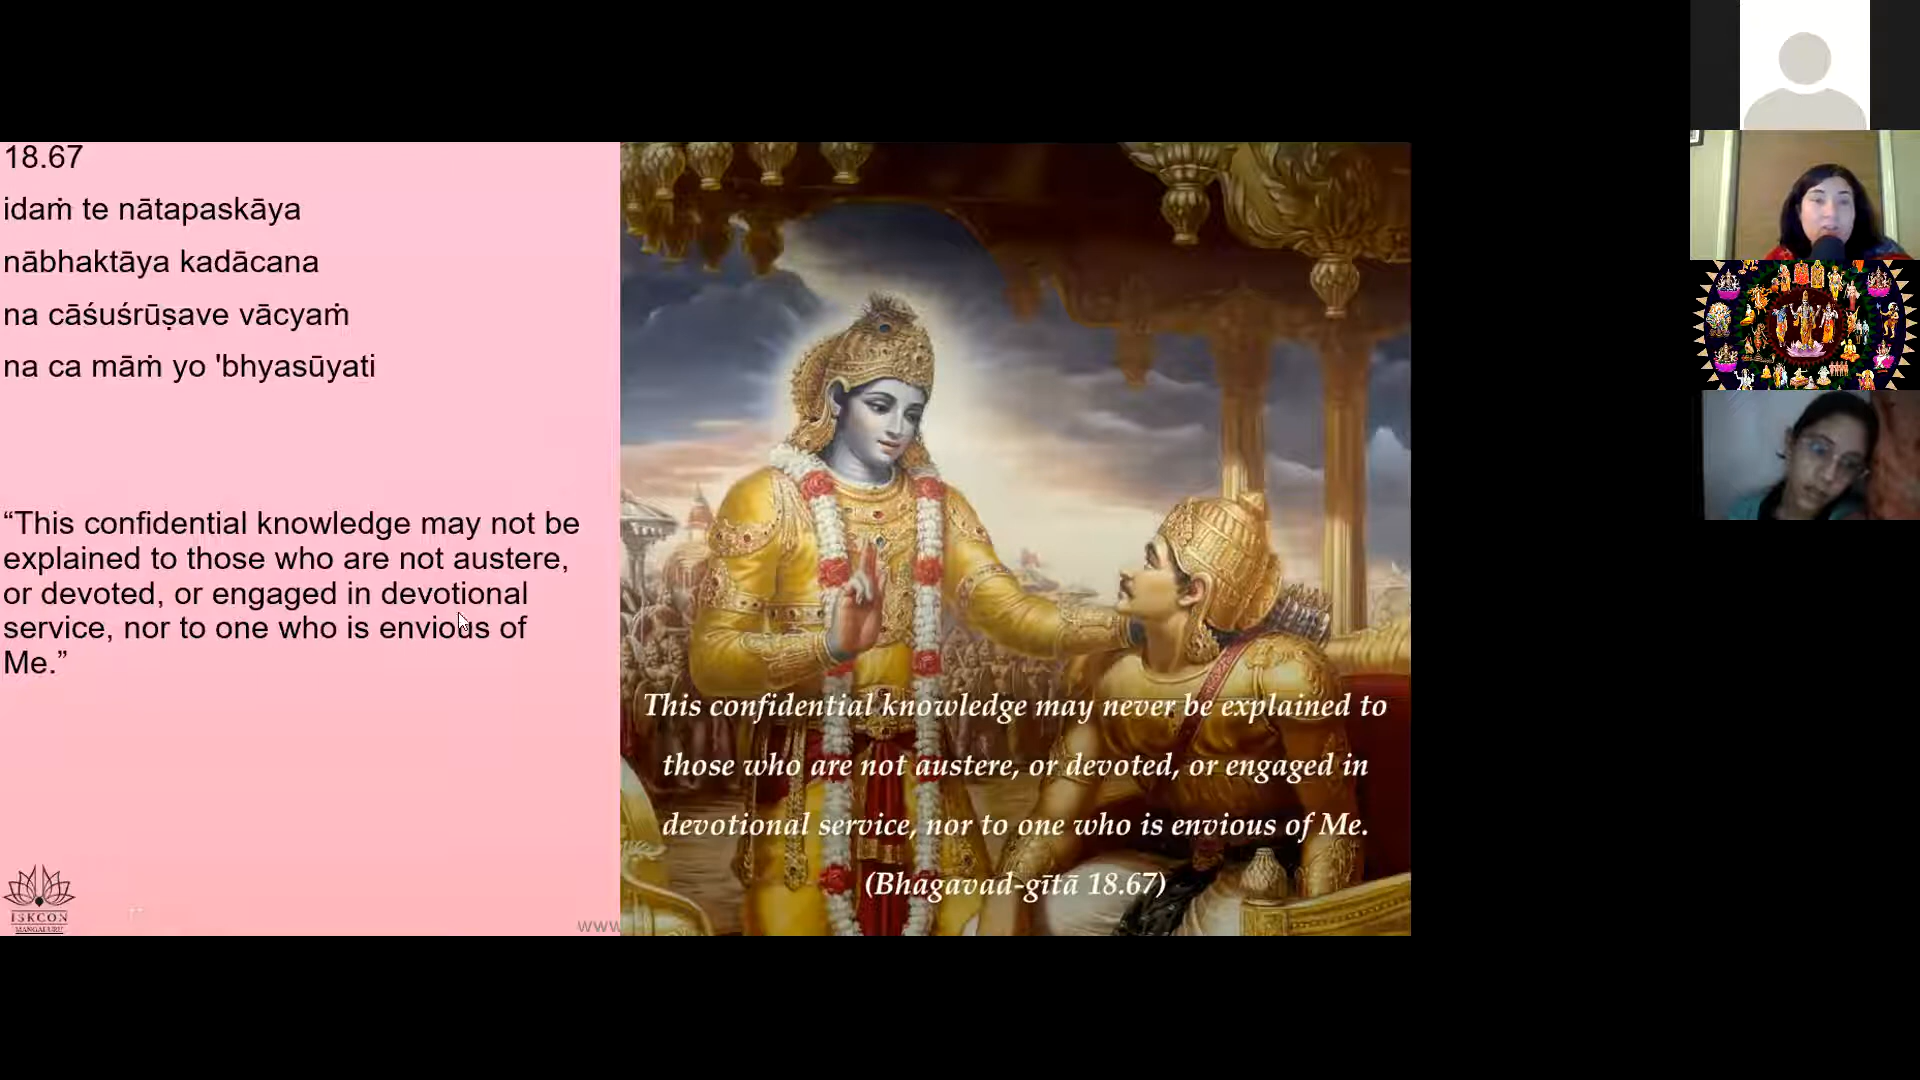 18.67
idaṁ te nātapaskāya
nābhaktāya kadācana
na cāśuśrūṣave vācyaṁ
na ca māṁ yo 'bhyasūyati
“This confidential knowledge may not be
explained to those who are not austere,
or devoted, or engaged in devotional
service, nor to one who is envious of
Me.”
ISKCON
MANGALURU
www
This confidential knowledge may never be explained to
those who are not austere, or devoted, or engaged in
devotional service, nor to one who is envious of Me.
(Bhagavad-gītā 18.67)